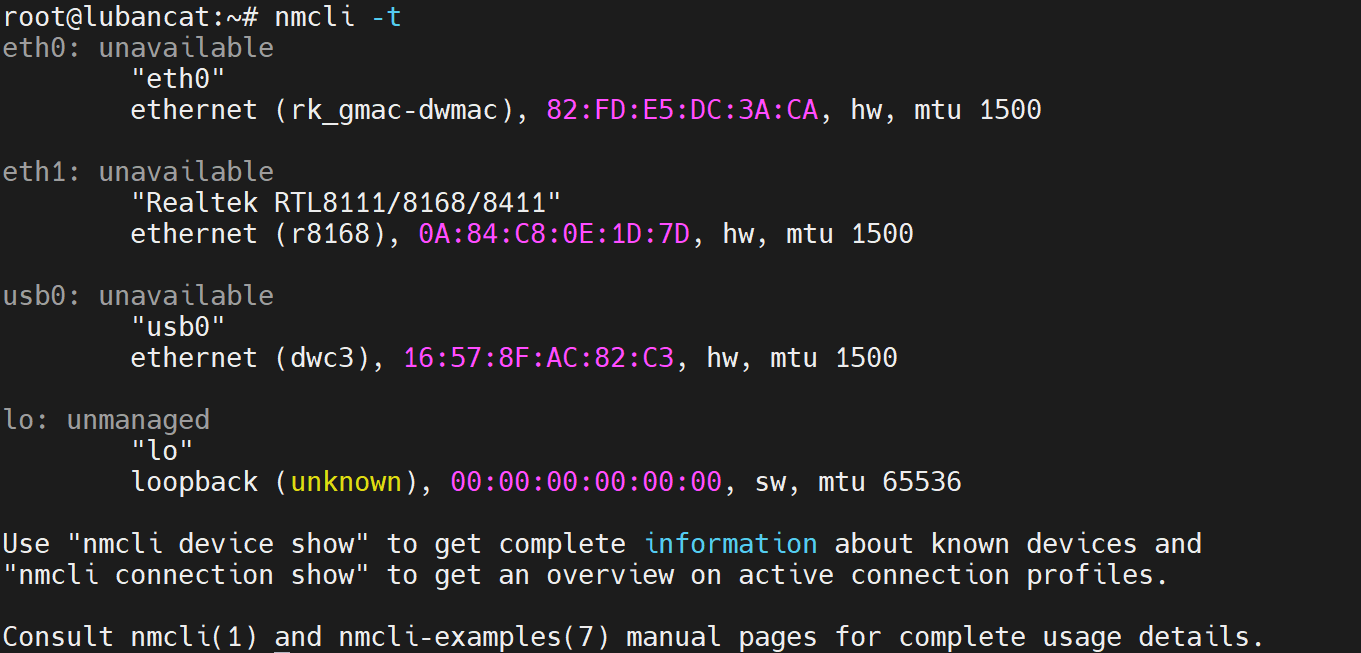 root@lubancat:~# nmcli -t
eth0: unavailable
"eth0"
ethernet (rk_gmac-dwmac), 82:FD:E5:DC:3A:CA, hw, mtu 1500
eth1: unavailable
"Realtek RTL8111/8168/8411"
ethernet (r8168), 0A:84:C8:0E:1D:7D, hw, mtu 1500
usb0: unavailable
"usb0"
ethernet (dwc3), 16:57:8F:AC:82:C3, hw, mtu 1500
lo: unmanaged
"lo"
loopback (unknown), 00:00:00:00:00:00, sw, mtu 65536
Use "nmcli device show" to get complete information about known devices and
"nmcli connection show" to get an overview on active connection profiles.
Consult nmcli(1) and nmcli-examples(7) manual pages for complete usage details.